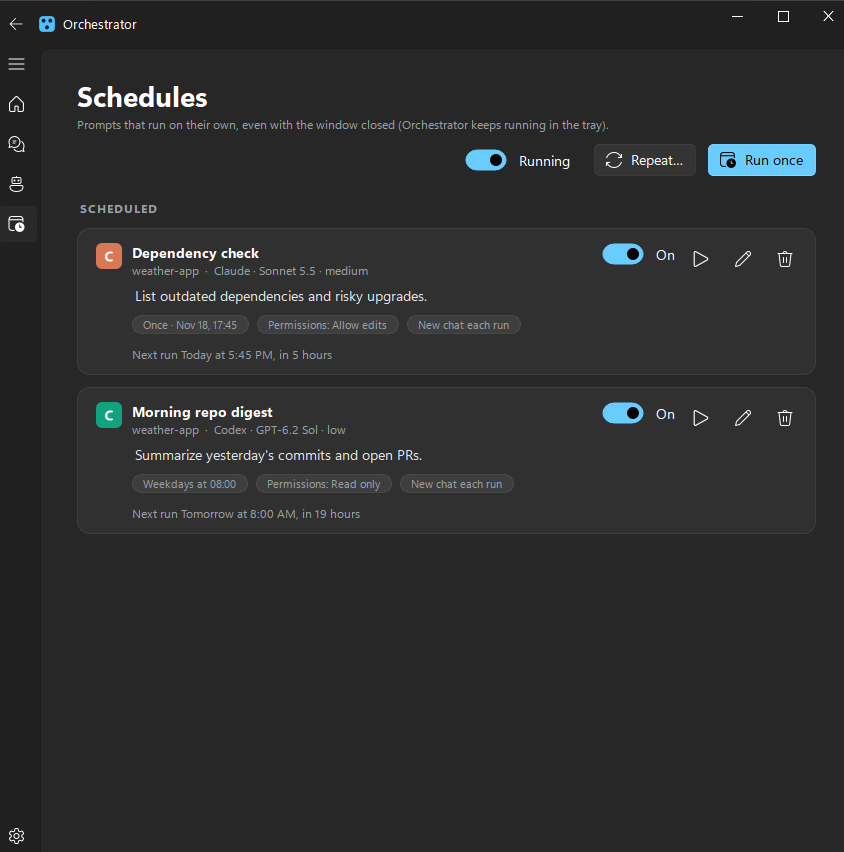 Orchestrator
Schedules
Prompts that run on their own, even with the window closed (Orchestrator keeps running in the tray).
Running
Repeat...
Run once
SCHEDULED
C
Dependency check
On
weather-app · Claude · Sonnet 5.5 · medium
List outdated dependencies and risky upgrades.
Once · Nov 18, 17:45
Permissions: Allow edits
New chat each run
Next run Today at 5:45 PM, in 5 hours
C
Morning repo digest
On
weather-app · Codex · GPT-6.2 Sol · low
Summarize yesterday's commits and open PRs.
Weekdays at 08:00
Permissions: Read only
New chat each run
Next run Tomorrow at 8:00 AM, in 19 hours